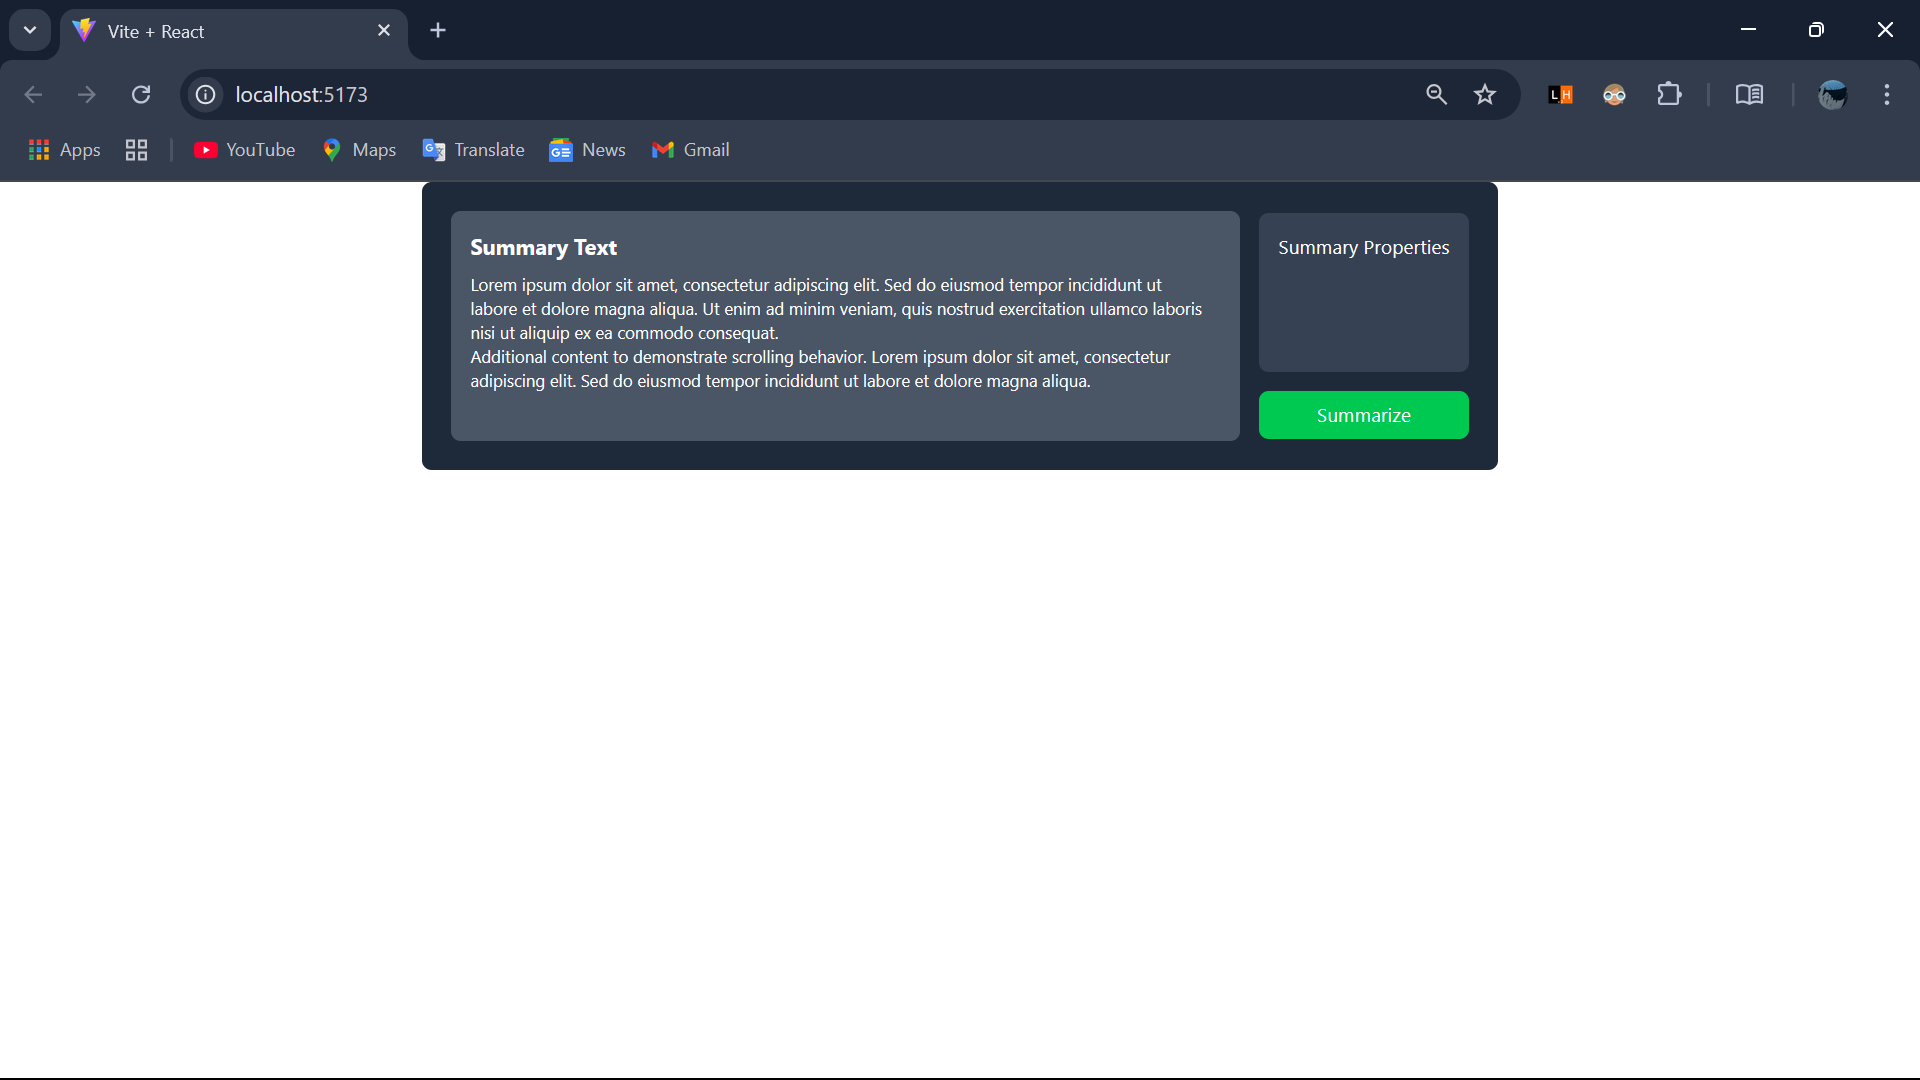 Vite + React
localhost:5173
LH
Apps
YouTube
Maps
Translate
News
Gmail
Summary Text
Lorem ipsum dolor sit amet, consectetur adipiscing elit. Sed do eiusmod tempor incididunt ut
labore et dolore magna aliqua. Ut enim ad minim veniam, quis nostrud exercitation ullamco laboris
nisi ut aliquip ex ea commodo consequat.
Additional content to demonstrate scrolling behavior. Lorem ipsum dolor sit amet, consectetur
adipiscing elit. Sed do eiusmod tempor incididunt ut labore et dolore magna aliqua.
Summary Properties
Summarize